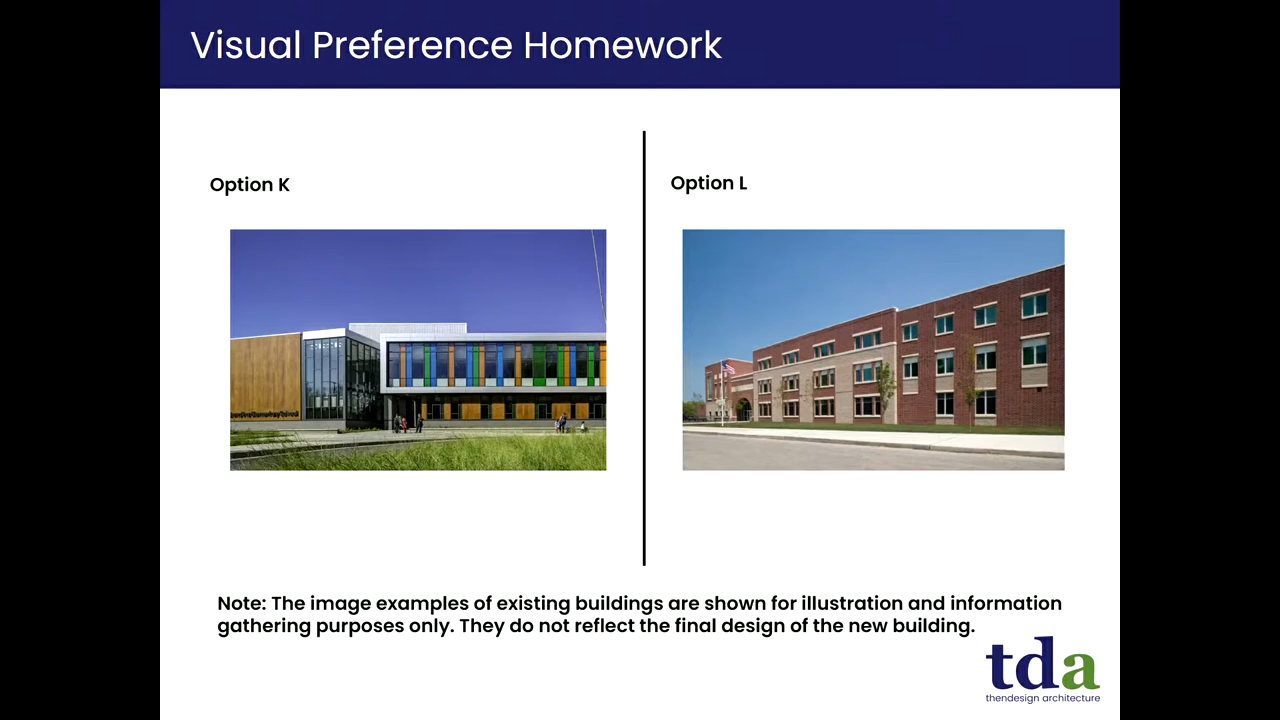 Visual Preference Homework
Option K
Option L
Note: The image examples of existing buildings are shown for illustration and information
gathering purposes only. They do not reflect the final design of the new building.
tda
thendesign architecture